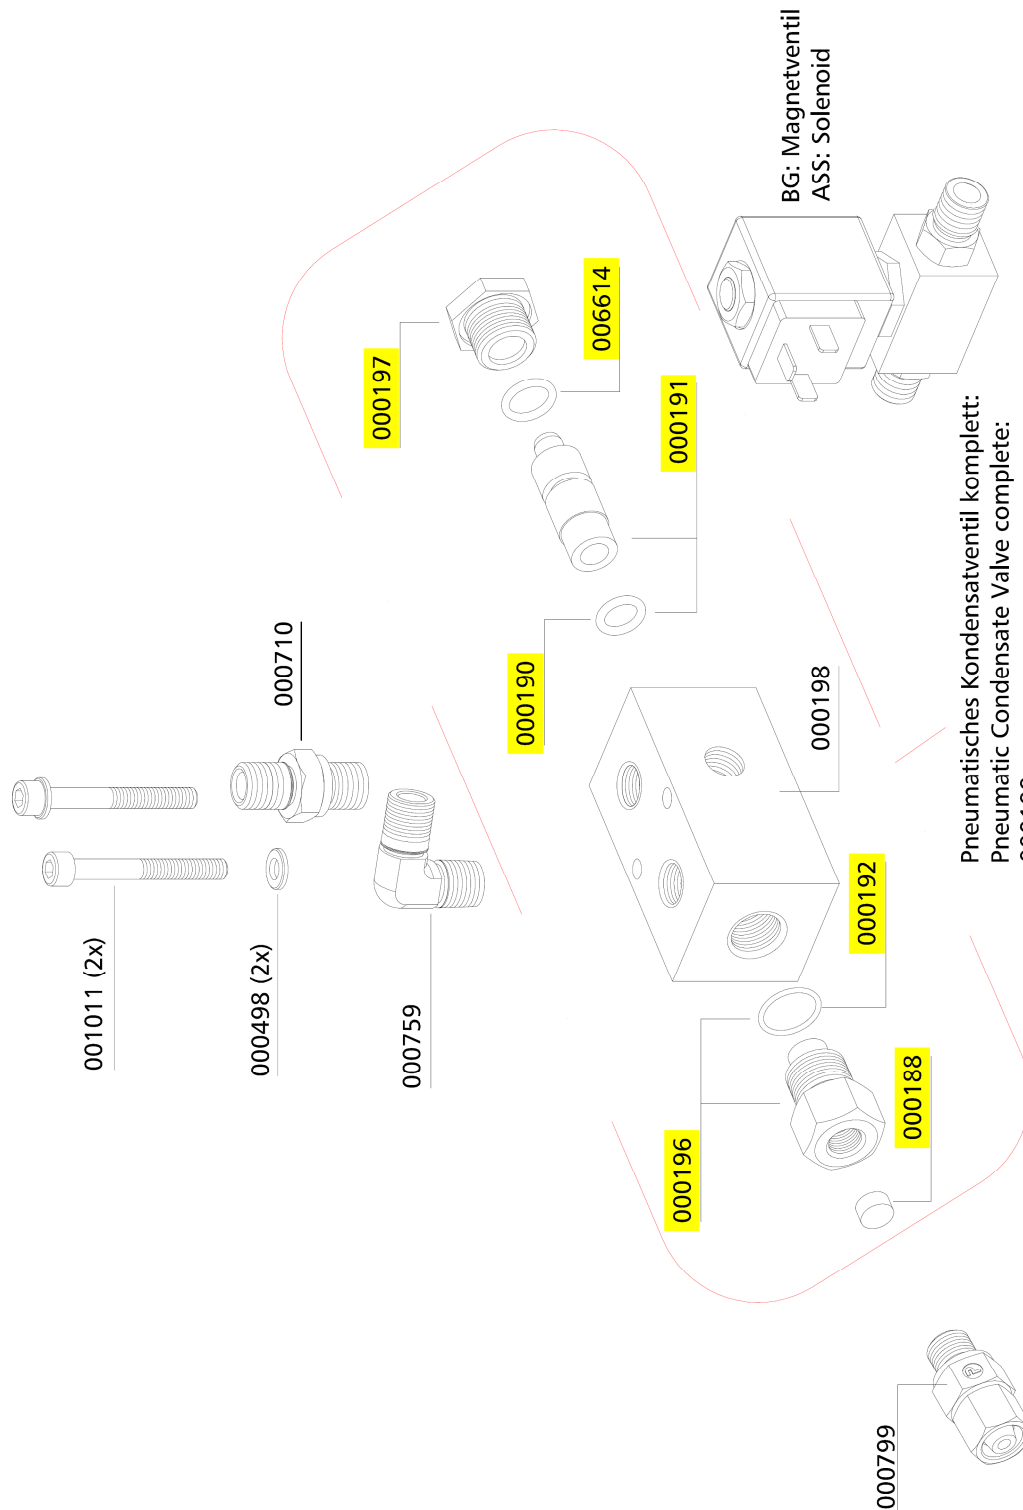 001011 (2x)
000498 (2x)
000759
000710
000197
006614
000191
000190
000198
000192
000196
000188
000799
BG: Magnetventil
ASS: Solenoid
Pneumatisches Kondensatventil komplett:
Pneumatic Condensate Valve complete: